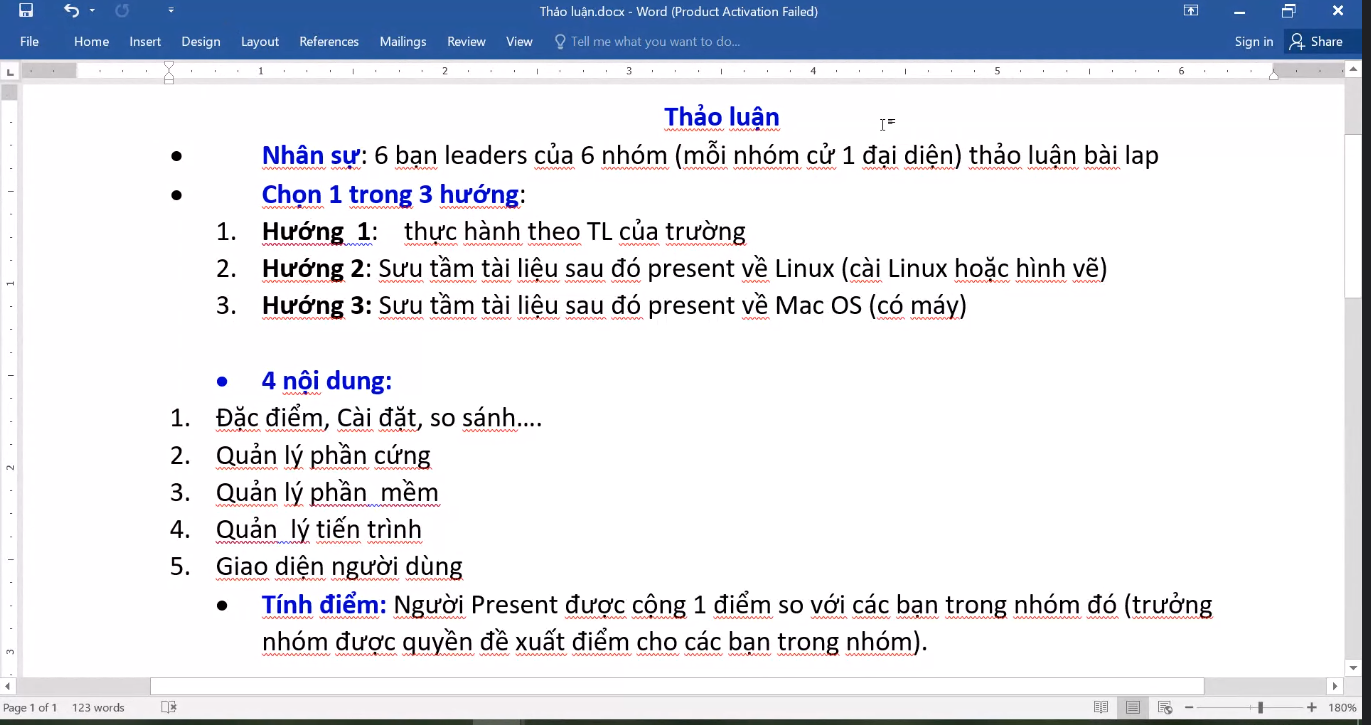 Thảo luận.docx - Word (Product Activation Failed)
File Home Insert Design Layout References Mailings Review View Tell me what you want to do... Sign in Share
1 2 3 4 5 6
Thảo luận
• Nhân sự: 6 bạn leaders của 6 nhóm (mỗi nhóm cử 1 đại diện) thảo luận bài lap
• Chọn 1 trong 3 hướng:
1. Hướng 1: thực hành theo TL của trường
2. Hướng 2: Sưu tầm tài liệu sau đó present về Linux (cài Linux hoặc hình vẽ)
3. Hướng 3: Sưu tầm tài liệu sau đó present về Mac OS (có máy)
• 4 nội dung:
1. Đặc điểm, Cài đặt, so sánh....
2. Quản lý phần cứng
3. Quản lý phần mềm
4. Quản lý tiến trình
5. Giao diện người dùng
• Tính điểm: Người Present được cộng 1 điểm so với các bạn trong nhóm đó (trưởng
nhóm được quyền đề xuất điểm cho các bạn trong nhóm).
1
2
3
Page 1 of 1 123 words 180%